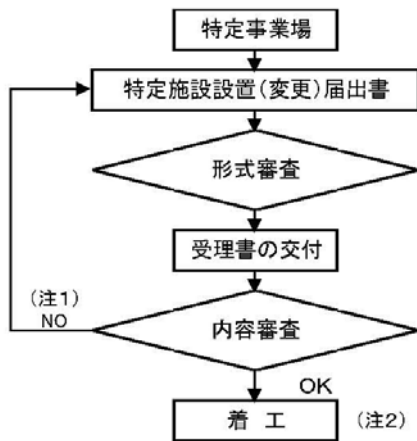 特定事業場
特定施設設置(変更)届出書
形式審査
受理書の交付
(注1)
NO
内容審査
OK
着 工
(注2)